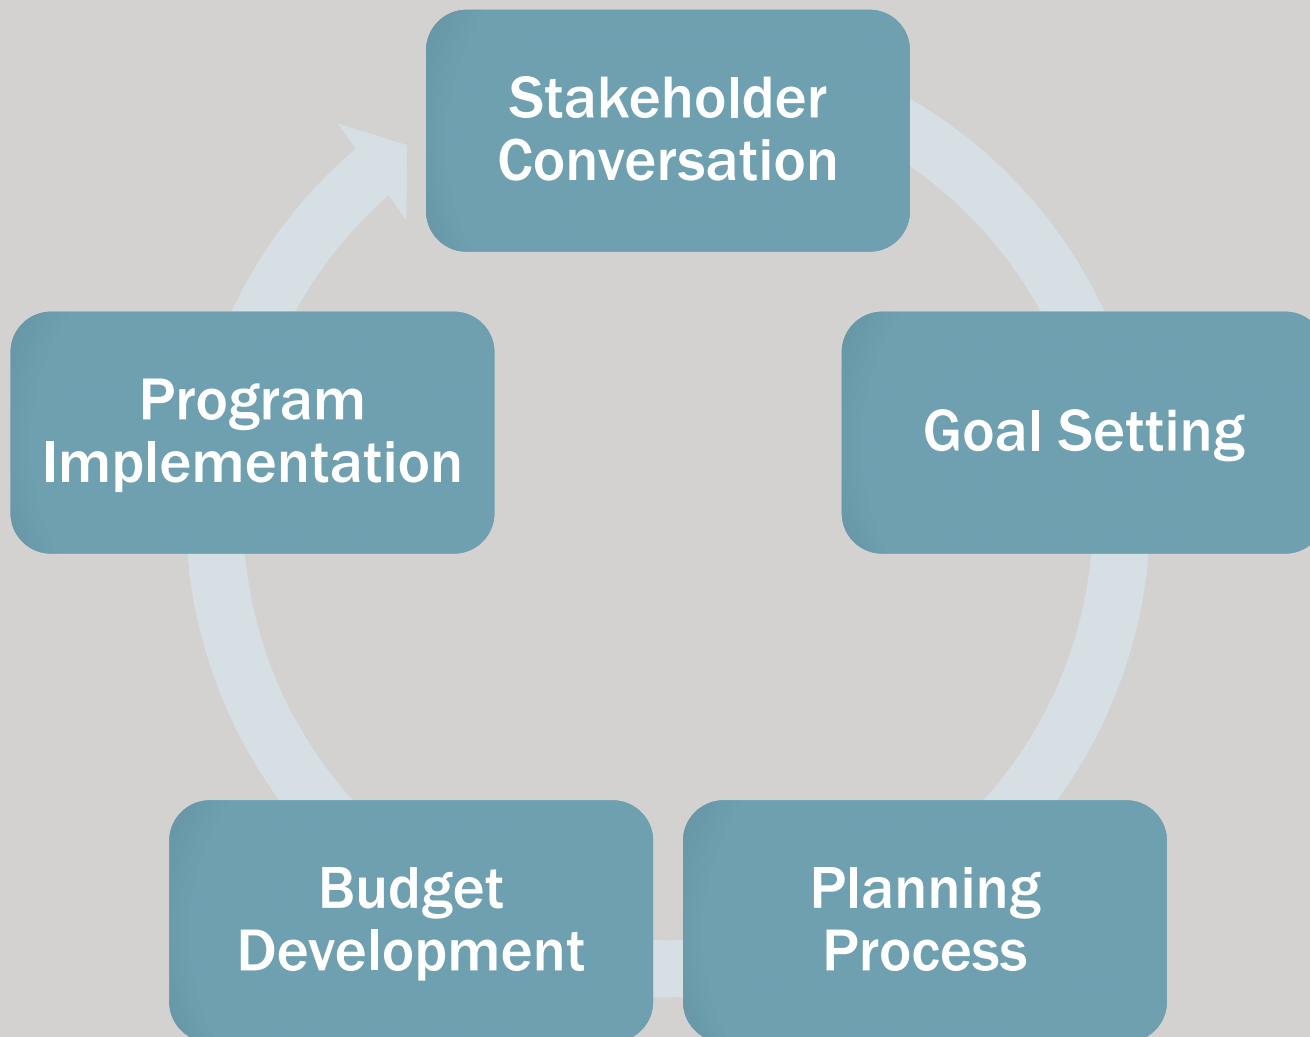 Stakeholder
Conversation
Goal Setting
Planning
Process
Budget
Development
Program
Implementation